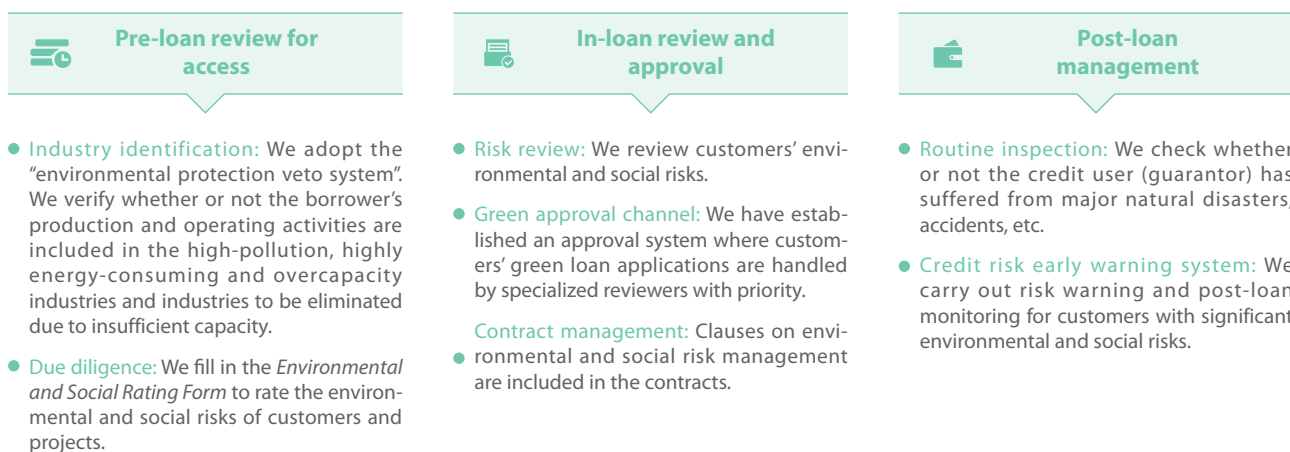 Pre-loan review for
access
Industry identification: We adopt the
“environmental protection veto system”.
We verify whether or not the borrower’s
production and operating activities are
included in the high-pollution, highly
energy-consuming and overcapacity
industries and industries to be eliminated
due to insufficient capacity.
Due diligence: We fill in the Environmental
and Social Rating Form to rate the environ-
mental and social risks of customers and
projects.
In-loan review and
approval
Risk review: We review customers’ envi-
ronmental and social risks.
Green approval channel: We have estab-
lished an approval system where custom-
ers’ green loan applications are handled
by specialized reviewers with priority.
Contract management: Clauses on envi-
ronmental and social risk management
are included in the contracts.
Post-loan
management
Routine inspection: We check whether
or not the credit user (guarantor) has
suffered from major natural disasters,
accidents, etc.
Credit risk early warning system: We
carry out risk warning and post-loan
monitoring for customers with significant
environmental and social risks.